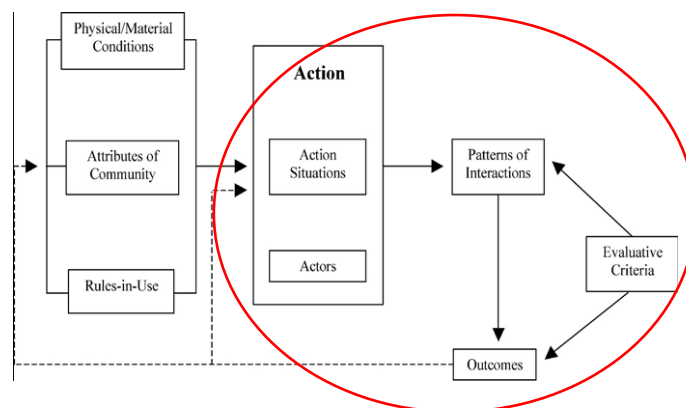 Physical/Material
Conditions
Attributes of
Community
Rules-in-Use
Action
Action
Situations
Actors
Patterns of
Interactions
Evaluative
Criteria
Outcomes